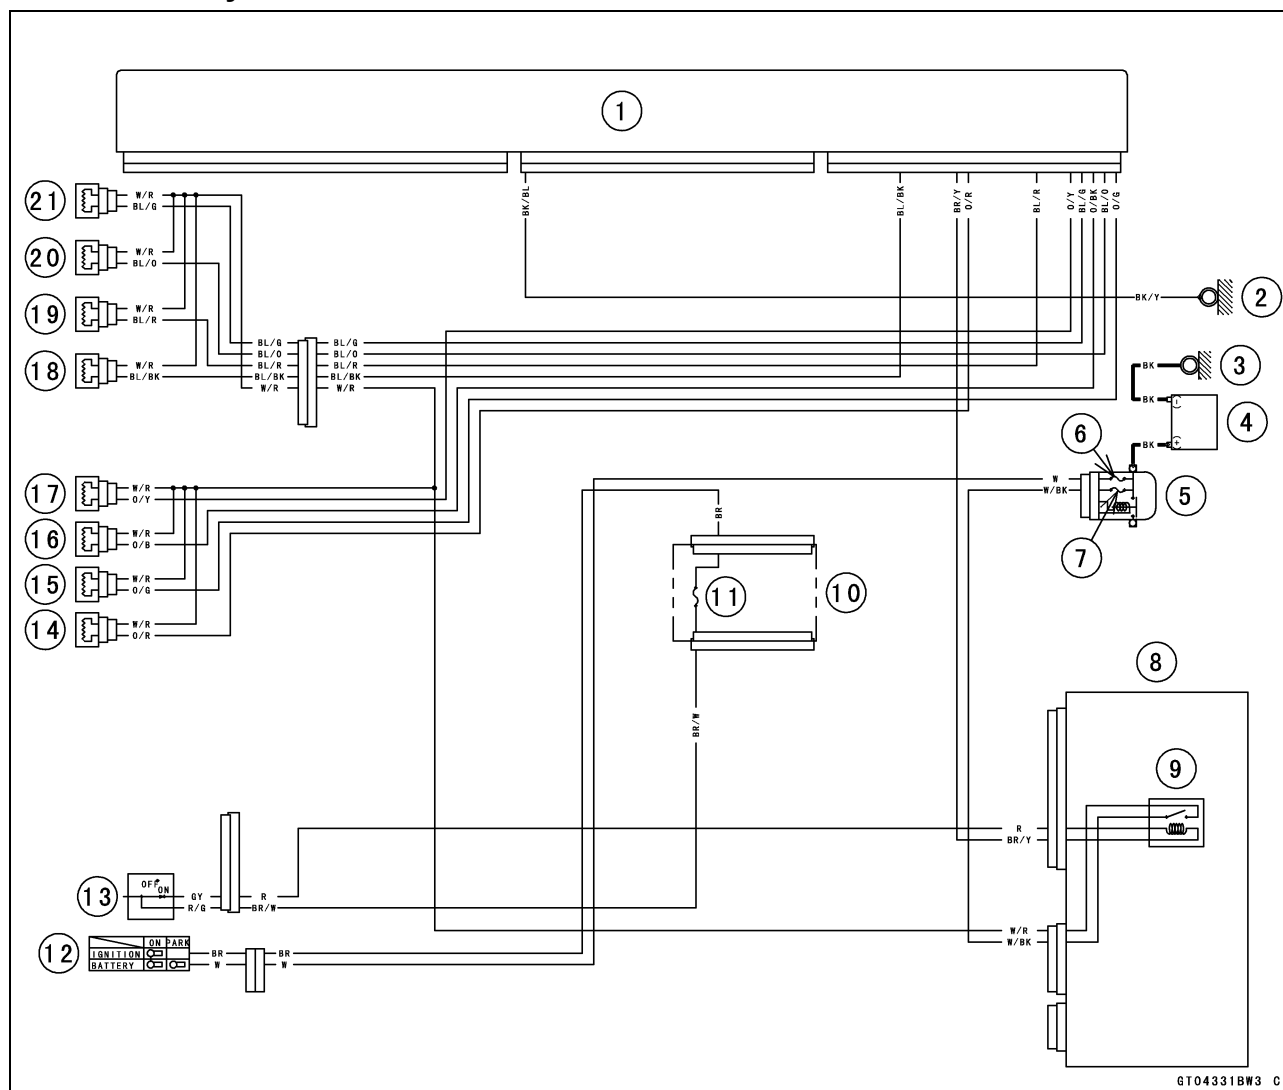 1
21
W/R
BL/G
20
W/R
BL/O
19
W/R
BL/R
18
W/R
BL/BK
BK/BL
BL/BK
BR/Y
O/R
BL/R
O/Y
BL/G
O/BK
BL/O
O/G
BK/Y
2
BL/G
BL/O
BL/R
BL/BK
W/R
BL/G
BL/O
BL/R
BL/BK
W/R
BK
3
BK
(-)
4
BK
(+)
6
W
W/BK
5
7
17
W/R
O/Y
16
W/R
O/B
15
W/R
O/G
14
W/R
O/R
BR
11
10
BR/W
8
9
R
BR/Y
13
OFF
ON
GY
R/G
R
BR/W
W/R
W/BK
12
ON PARK
IGNITION
BATTERY
BR
W
BR
W
GT04331BW3 C